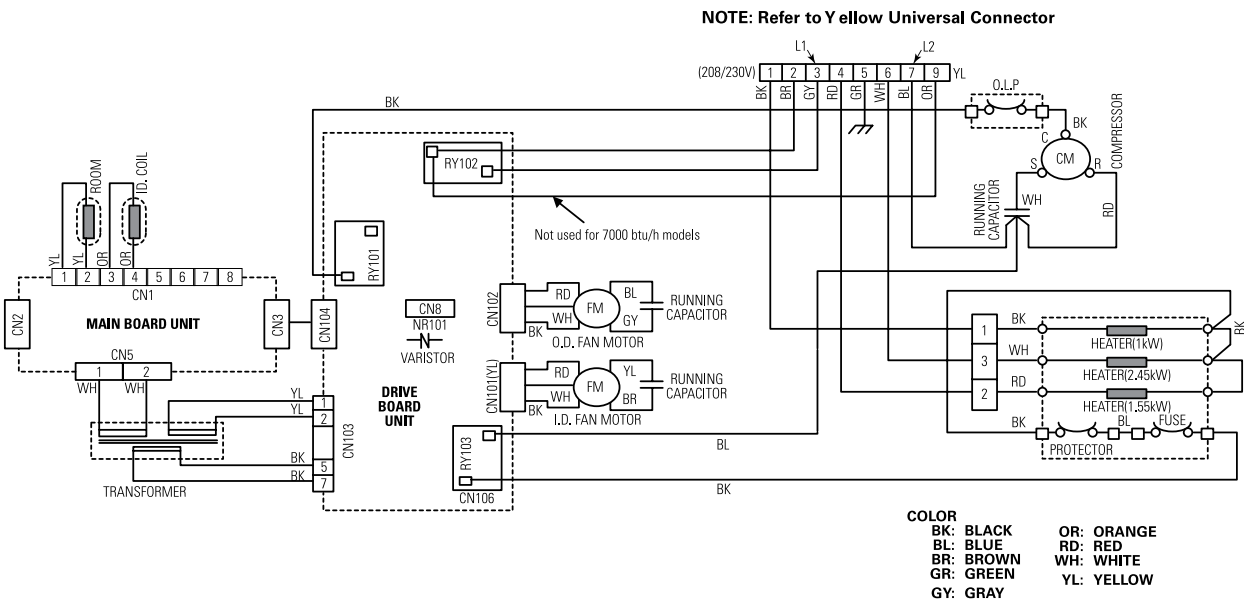 NOTE: Refer to Y ellow Universal Connector
L1
L2
(208/230V) 1 2 3 4 5 6 7 9 YL
BK BR GY RD GR WH BL OR
BK
O.L.P
BK
C
S
R
CM
COMPRESSOR
WH
RD
RUNNING
CAPACITOR
RY102
Not used for 7000 btu/h models
RY101
ROOM
ID. COIL
YL YL OR OR
1 2 3 4 5 6 7 8
CN1
CN2
MAIN BOARD UNIT
CN3
CN104
CN5
1 2
WH WH
CN8
NR101
VARISTOR
DRIVE
BOARD
UNIT
CN102
RD
WH
BK
FM
BL
GY
RUNNING
CAPACITOR
O.D. FAN MOTOR
CN101(YL)
RD
WH
BK
FM
YL
BR
RUNNING
CAPACITOR
I.D. FAN MOTOR
YL
YL
BK
BK
1
2
5
7
CN103
TRANSFORMER
RY103
CN106
BL
BK
1
3
2
BK
WH
RD
BK
HEATER(1kW)
HEATER(2.45kW)
HEATER(1.55kW)
BK
BL
FUSE
PROTECTOR
COLOR
BK: BLACK
BL: BLUE
BR: BROWN
GR: GREEN
GY: GRAY
OR: ORANGE
RD: RED
WH: WHITE
YL: YELLOW